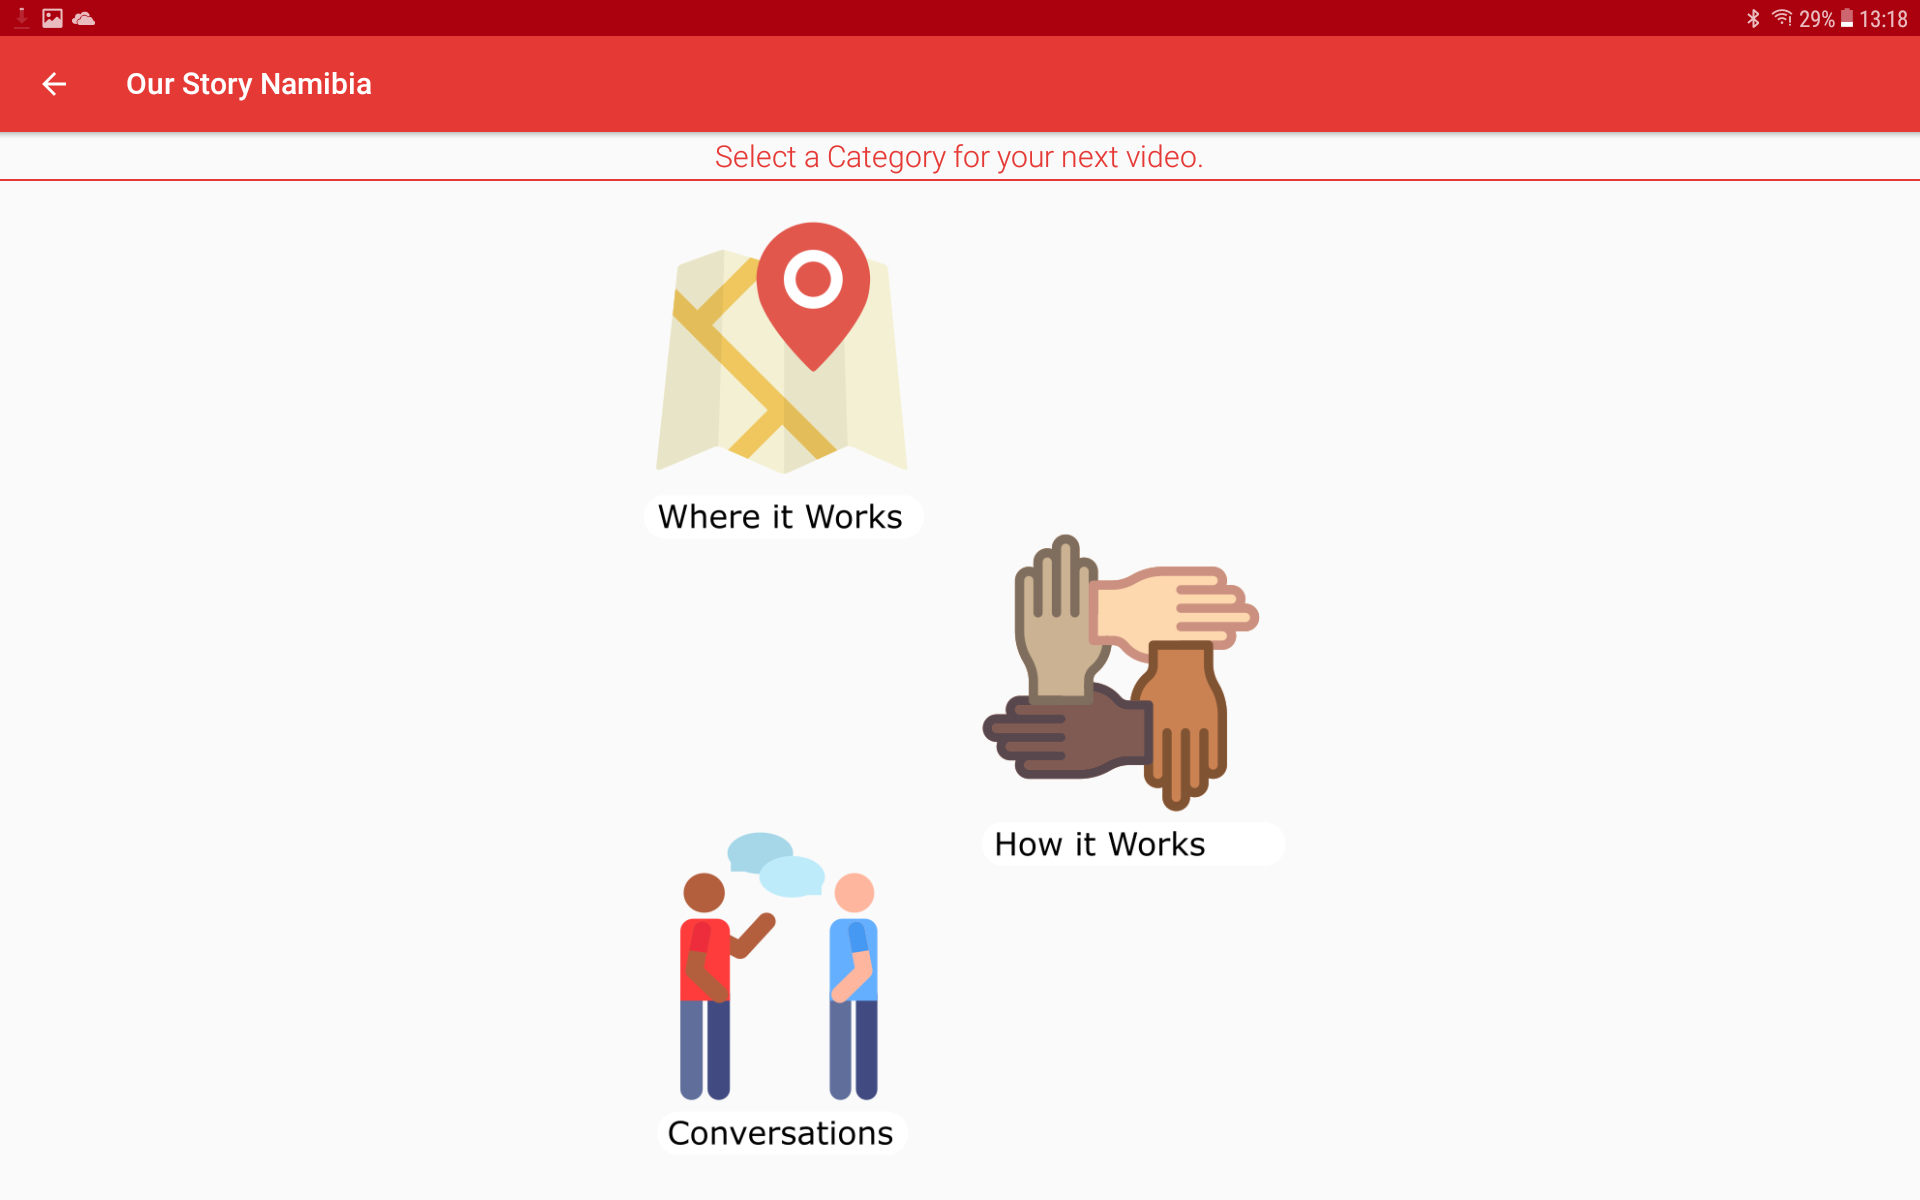 29% 13:18
Our Story Namibia
Select a Category for your next video.
Where it Works
How it Works
Conversations